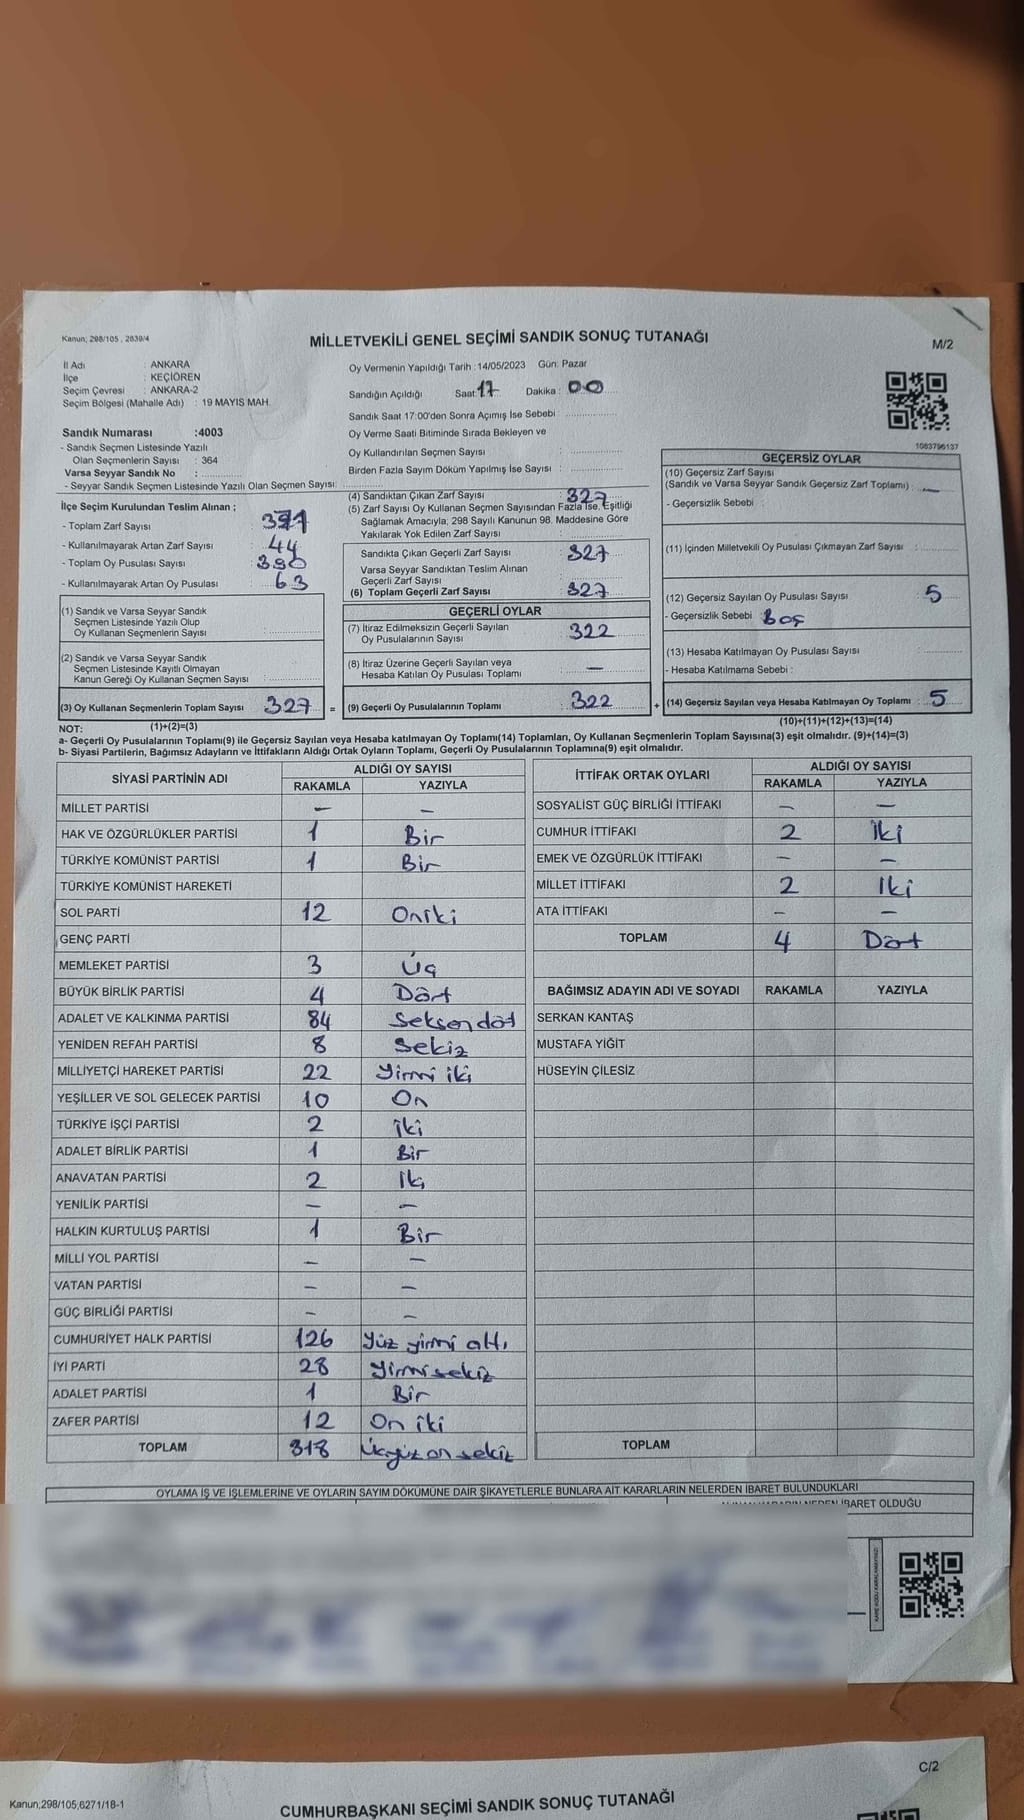 Kanun; 298/105 , 2839/4
MİLLETVEKİLİ GENEL SEÇİMİ SANDIK SONUÇ TUTANAĞI
M/2
İl Adı : ANKARA
İlçe : KEÇİÖREN
Seçim Çevresi : ANKARA-2
Seçim Bölgesi (Mahalle Adı) : 19 MAYIS MAH.
Oy Vermenin Yapıldığı Tarih : 14/05/2023 Gün: Pazar
Sandığın Açıldığı Saat: 17 Dakika : 00
Sandık Saat 17:00'den Sonra Açımış İse Sebebi :
Sandık Numarası :4003
- Sandık Seçmen Listesinde Yazılı
Olan Seçmenlerin Sayısı : 364
Varsa Seyyar Sandık No :
- Seyyar Sandık Seçmen Listesinde Yazılı Olan Seçmen Sayısı:
Oy Verme Saati Bitiminde Sırada Bekleyen ve
Oy Kullandırılan Seçmen Sayısı :
Birden Fazla Sayım Döküm Yapılmış İse Sayısı :
1083796137
İlçe Seçim Kurulundan Teslim Alınan ;
- Toplam Zarf Sayısı :
- Kullanılmayarak Artan Zarf Sayısı : 44
- Toplam Oy Pusulası Sayısı : 390
- Kullanılmayarak Artan Oy Pusulası : 63
(1) Sandık ve Varsa Seyyar Sandık
Seçmen Listesinde Yazılı Olup
Oy Kullanan Seçmenlerin Sayısı :
(2) Sandık ve Varsa Seyyar Sandık
Seçmen Listesinde Kayıtlı Olmayan
Kanun Gereği Oy Kullanan Seçmen Sayısı :
(3) Oy Kullanan Seçmenlerin Toplam Sayısı 327 =
(1)+(2)=(3)
(4) Sandıktan Çıkan Zarf Sayısı : 327
(5) Zarf Sayısı Oy Kullanan Seçmen Sayısından Fazla İse, Eşitliği
Sağlamak Amacıyla; 298 Sayılı Kanunun 98. Maddesine Göre
Yakılarak Yok Edilen Zarf Sayısı :
Sandıkta Çıkan Geçerli Zarf Sayısı : 327
Varsa Seyyar Sandıktan Teslim Alınan
Geçerli Zarf Sayısı :
(6) Toplam Geçerli Zarf Sayısı : 327
GEÇERLİ OYLAR
(7) İtiraz Edilmeksizin Geçerli Sayılan
Oy Pusulalarının Sayısı : 322
(8) İtiraz Üzerine Geçerli Sayılan veya
Hesaba Katılan Oy Pusulası Toplamı : —
(9) Geçerli Oy Pusulalarının Toplamı : 322 +
GEÇERSİZ OYLAR
(10) Geçersiz Zarf Sayısı
(Sandık ve Varsa Seyyar Sandık Geçersiz Zarf Toplamı) : —
- Geçersizlik Sebebi :
(11) İçinden Milletvekili Oy Pusulası Çıkmayan Zarf Sayısı :
(12) Geçersiz Sayılan Oy Pusulası Sayısı : 5
- Geçersizlik Sebebi : Boş
(13) Hesaba Katılmayan Oy Pusulası Sayısı :
- Hesaba Katılmama Sebebi :
(14) Geçersiz Sayılan veya Hesaba Katılmayan Oy Toplamı : 5
(10)+(11)+(12)+(13)=(14)
NOT:
a- Geçerli Oy Pusulalarının Toplamı(9) ile Geçersiz Sayılan veya Hesaba katılmayan Oy Toplamı(14) Toplamları, Oy Kullanan Seçmenlerin Toplam Sayısına(3) eşit olmalıdır. (9)+(14)=(3)
b- Siyasi Partilerin, Bağımsız Adayların ve İttifakların Aldığı Ortak Oyların Toplamı, Geçerli Oy Pusulalarının Toplamına(9) eşit olmalıdır.
SİYASİ PARTİNİN ADI
ALDIĞI OY SAYISI
RAKAMLA YAZIYLA
MİLLET PARTİSİ — —
HAK VE ÖZGÜRLÜKLER PARTİSİ 1 Bir
TÜRKİYE KOMÜNİST PARTİSİ 1 Bir
TÜRKİYE KOMÜNİST HAREKETİ
SOL PARTİ 12 Oniki
GENÇ PARTİ
MEMLEKET PARTİSİ 3 Üç
BÜYÜK BİRLİK PARTİSİ 4 Dört
ADALET VE KALKINMA PARTİSİ 84 Seksen döt
YENİDEN REFAH PARTİSİ 8 Sekiz
MİLLİYETÇİ HAREKET PARTİSİ 22 Yirmi iki
YEŞİLLER VE SOL GELECEK PARTİSİ 10 On
TÜRKİYE İŞÇİ PARTİSİ 2 İki
ADALET BİRLİK PARTİSİ 1 Bir
ANAVATAN PARTİSİ 2 İki
YENİLİK PARTİSİ — —
HALKIN KURTULUŞ PARTİSİ 1 Bir
MİLLİ YOL PARTİSİ — —
VATAN PARTİSİ — —
GÜÇ BİRLİĞİ PARTİSİ — —
CUMHURİYET HALK PARTİSİ 126 Yüz yirmi altı
İYİ PARTİ 28 Yirmi sekiz
ADALET PARTİSİ 1 Bir
ZAFER PARTİSİ 12 On iki
TOPLAM 318 Üçyüz on sekiz
İTTİFAK ORTAK OYLARI
ALDIĞI OY SAYISI
RAKAMLA YAZIYLA
SOSYALİST GÜÇ BİRLİĞİ İTTİFAKI — —
CUMHUR İTTİFAKI 2 İki
EMEK VE ÖZGÜRLÜK İTTİFAKI — —
MİLLET İTTİFAKI 2 İki
ATA İTTİFAKI — —
TOPLAM 4 Dört
BAĞIMSIZ ADAYIN ADI VE SOYADI RAKAMLA YAZIYLA
SERKAN KANTAŞ
MUSTAFA YİĞİT
HÜSEYİN ÇİLESİZ
TOPLAM
OYLAMA İŞ VE İŞLEMLERİNE VE OYLARIN SAYIM DÖKÜMÜNE DAİR ŞİKAYETLERLE BUNLARA AİT KARARLARIN NELERDEN İBARET BULUNDUKLARI
İBARET OLDUĞU
C/2
Kanun;298/105;6271/18-1
CUMHURBAŞKANI SEÇİMİ SANDIK SONUÇ TUTANAĞI